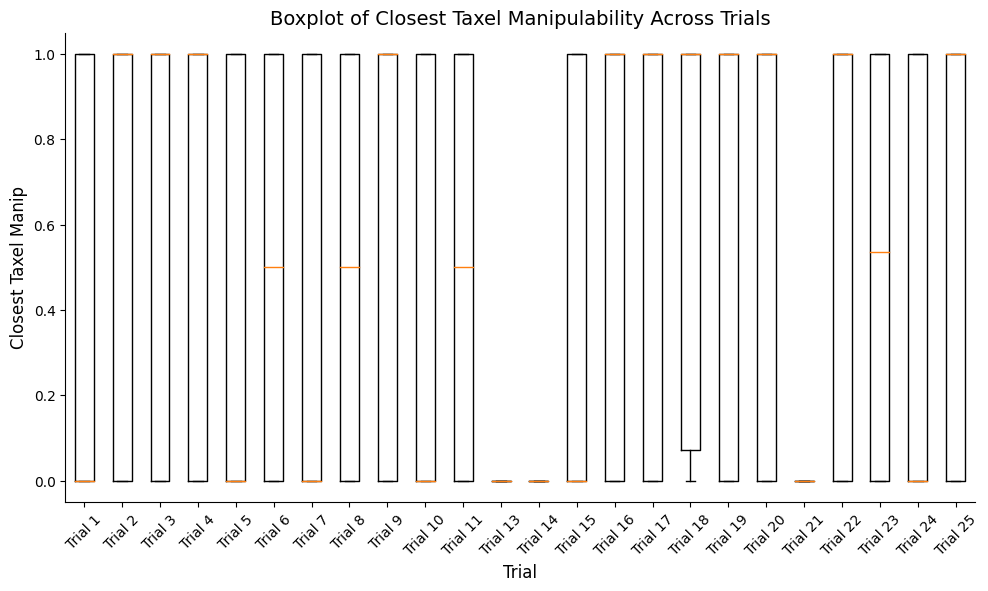 Boxplot of Closest Taxel Manipulability Across Trials
Closest Taxel Manip
1.0
0.8
0.6
0.4
0.2
0.0
Trial 1
Trial 2
Trial 3
Trial 4
Trial 5
Trial 6
Trial 7
Trial 8
Trial 9
Trial 10
Trial 11
Trial 13
Trial 14
Trial 15
Trial 16
Trial 17
Trial 18
Trial 19
Trial 20
Trial 21
Trial 22
Trial 23
Trial 24
Trial 25
Trial